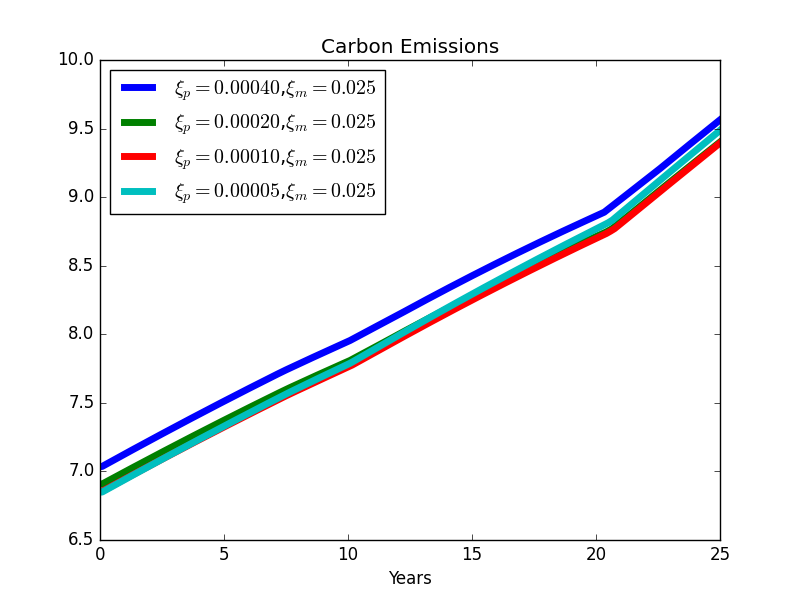 Carbon Emissions
10.0
9.5
9.0
8.5
8.0
7.5
7.0
6.5
ξp = 0.00040,ξm = 0.025
ξp = 0.00020,ξm = 0.025
ξp = 0.00010,ξm = 0.025
ξp = 0.00005,ξm = 0.025
0 5 10 15 20 25
Years